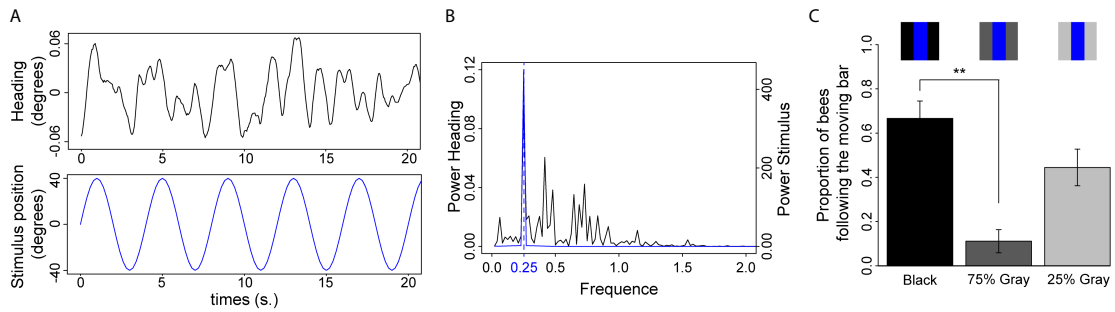 A
Heading
(degrees)
0.06
0
-0.06
0
5
10
15
20
Stimulus position
(degrees)
40
0
-40
0
5
10
15
20
times (s.)
B
Power Heading
0.12
0.08
0.04
0.00
Power Stimulus
400
200
0.00
0.0
0.25
0.5
1.0
1.5
2.0
Frequence
C
Proportion of bees
following the moving bar
1.0
0.8
0.6
0.4
0.2
0.0
**
Black
75% Gray
25% Gray